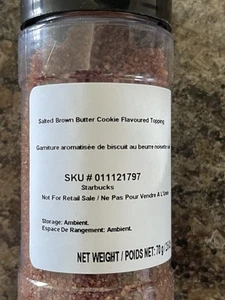 Salted Brown Butter Cookie Flavoured Topping
Garniture aromatisée de biscuit au beurre noisette
SKU # 011121797
Starbucks
Not For Retail Sale / Ne Pas Pour Vendre A L'
Storage: Ambient.
Espace De Rangement: Ambient.
NET WEIGHT / POIDS NET: 70 g